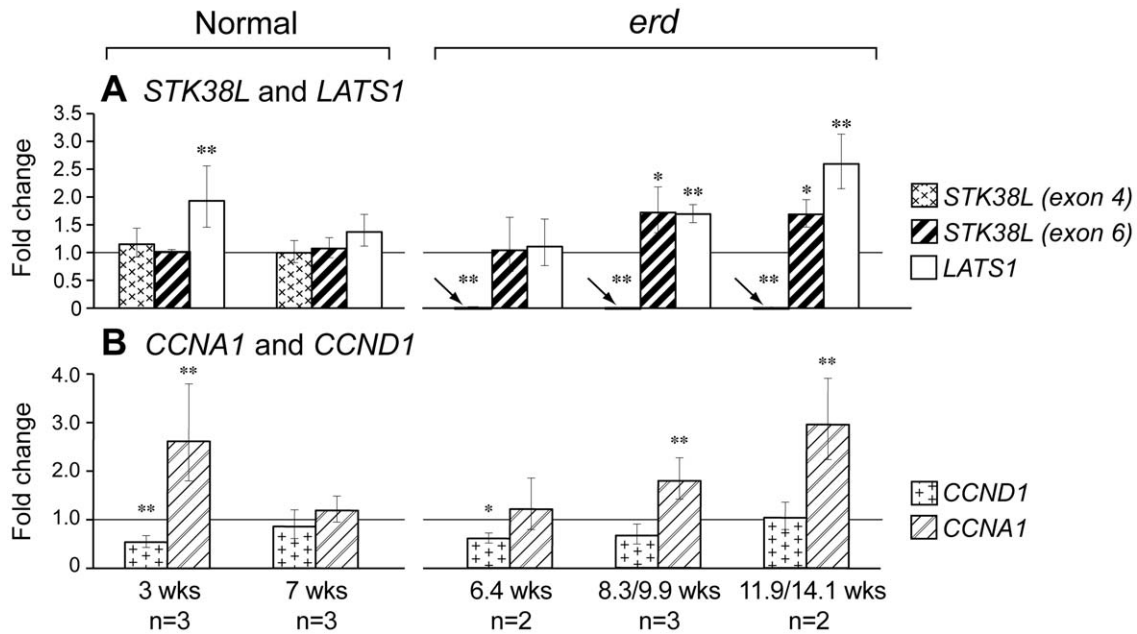 Normal
erd
A STK38L and LATS1
Fold change
3.5
3.0
2.5
2.0
1.5
1.0
0.5
0
**
*
**
*
**
**
**
**
STK38L (exon 4)
STK38L (exon 6)
LATS1
B CCNA1 and CCND1
Fold change
4.0
3.0
2.0
1.0
0
**
**
*
**
**
CCND1
CCNA1
3 wks
7 wks
6.4 wks
8.3/9.9 wks
11.9/14.1 wks
n=3
n=3
n=2
n=3
n=2